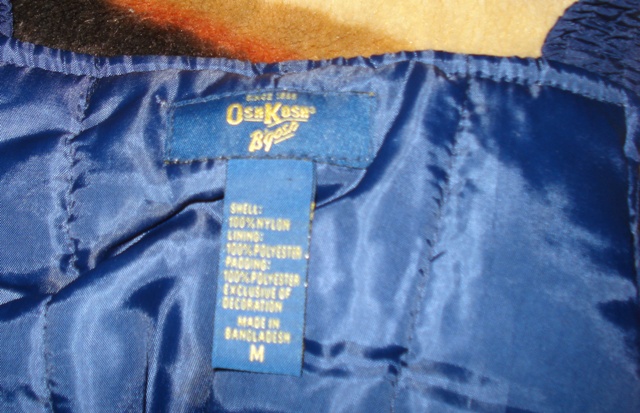 SINCE 1895
OshKosh
B'gosh
SHELL:
100% NYLON
LINING:
100% POLYESTER
PADDING:
100% POLYESTER
EXCLUSIVE OF
DECORATION
MADE IN
BANGLADESH
M